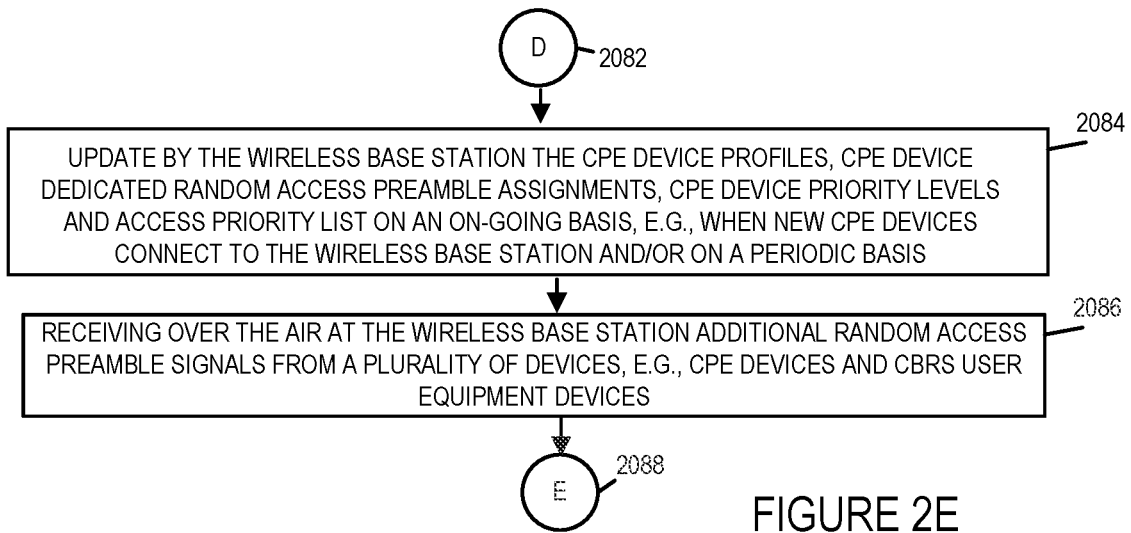 D
2082
2084
UPDATE BY THE WIRELESS BASE STATION THE CPE DEVICE PROFILES, CPE DEVICE
DEDICATED RANDOM ACCESS PREAMBLE ASSIGNMENTS, CPE DEVICE PRIORITY LEVELS
AND ACCESS PRIORITY LIST ON AN ON-GOING BASIS, E.G., WHEN NEW CPE DEVICES
CONNECT TO THE WIRELESS BASE STATION AND/OR ON A PERIODIC BASIS
2086
RECEIVING OVER THE AIR AT THE WIRELESS BASE STATION ADDITIONAL RANDOM ACCESS
PREAMBLE SIGNALS FROM A PLURALITY OF DEVICES, E.G., CPE DEVICES AND CBRS USER
EQUIPMENT DEVICES
2088
E
FIGURE 2E